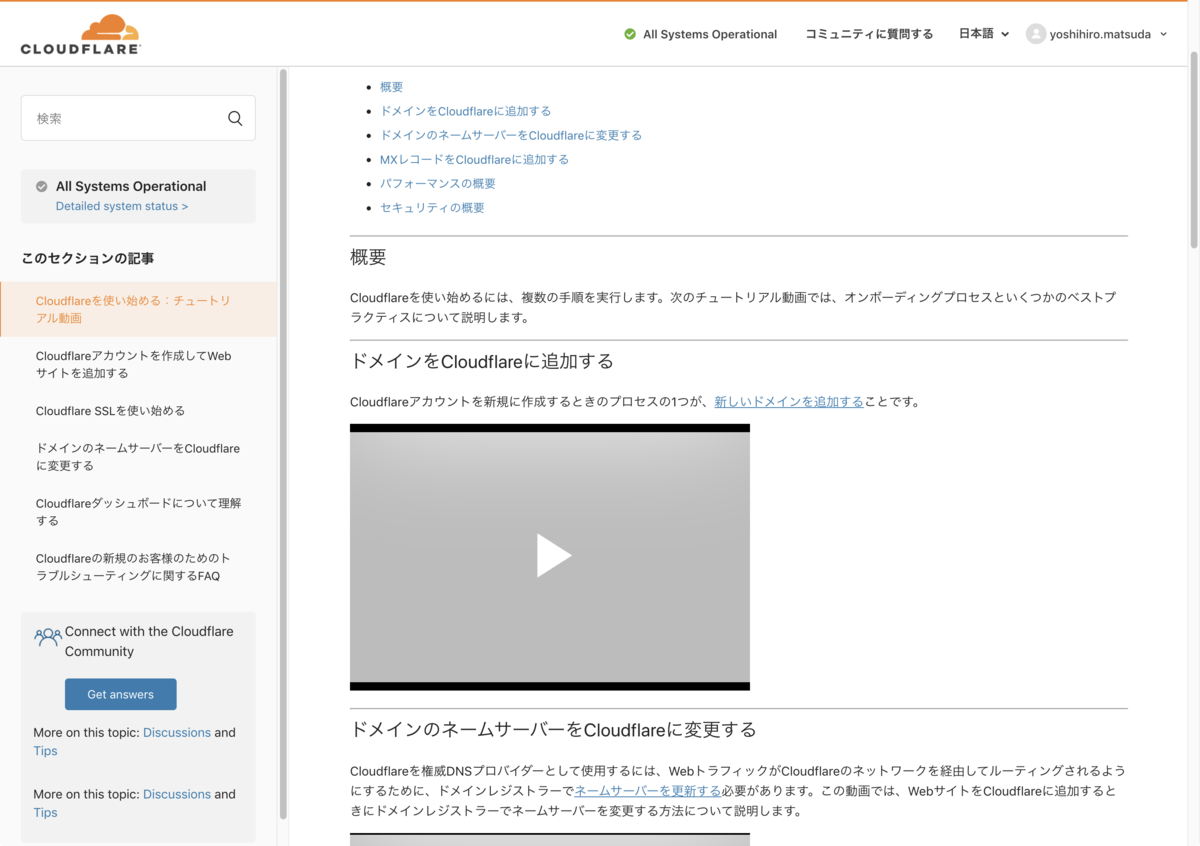 CLOUDFLARE
All Systems Operational
コミュニティに質問する
日本語
yoshihiro.matsuda
検索
All Systems Operational
Detailed system status >
このセクションの記事
Cloudflareを使い始める：チュートリ
アル動画
Cloudflareアカウントを作成してWeb
サイトを追加する
Cloudflare SSLを使い始める
ドメインのネームサーバーをCloudflare
に変更する
Cloudflareダッシュボードについて理解
する
Cloudflareの新規のお客様のためのト
ラブルシューティングに関するFAQ
Connect with the Cloudflare
Community
Get answers
More on this topic: Discussions and
Tips
More on this topic: Discussions and
Tips
概要
ドメインをCloudflareに追加する
ドメインのネームサーバーをCloudflareに変更する
MXレコードをCloudflareに追加する
パフォーマンスの概要
セキュリティの概要
概要
Cloudflareを使い始めるには、複数の手順を実行します。次のチュートリアル動画では、オンボーディングプロセスといくつかのベストプ
ラクティスについて説明します。
ドメインをCloudflareに追加する
Cloudflareアカウントを新規に作成するときのプロセスの1つが、新しいドメインを追加することです。
ドメインのネームサーバーをCloudflareに変更する
Cloudflareを権威DNSプロバイダーとして使用するには、WebトラフィックがCloudflareのネットワークを経由してルーティングされるよう
にするために、ドメインレジストラーでネームサーバーを更新する必要があります。この動画では、WebサイトをCloudflareに追加すると
きにドメインレジストラーでネームサーバーを変更する方法について説明します。